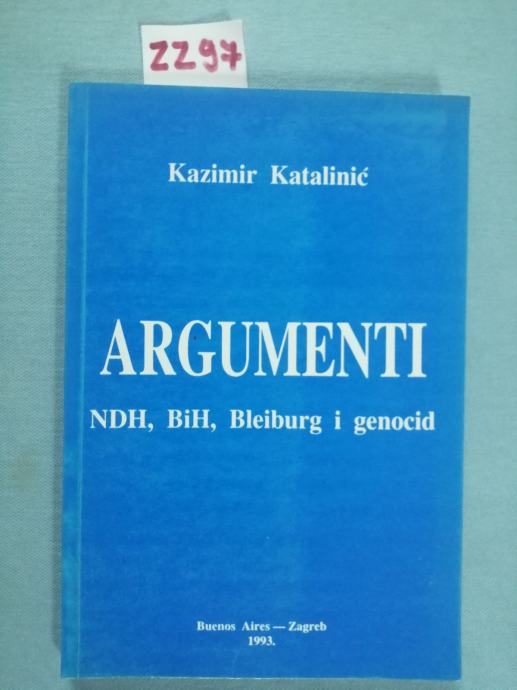 ZZ97
Kazimir Katalinić
ARGUMENTI
NDH, BiH, Bleiburg i genocid
Buenos Aires — Zagreb
1993.